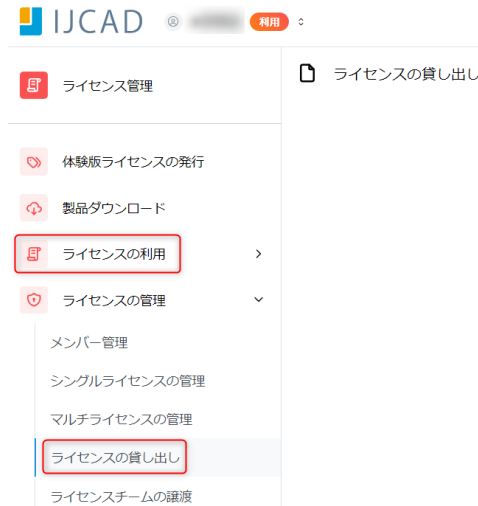 IJCAD
利用
ライセンス管理
ライセンスの貸し出し
体験版ライセンスの発行
製品ダウンロード
ライセンスの利用
ライセンスの管理
メンバー管理
シングルライセンスの管理
マルチライセンスの管理
ライセンスの貸し出し
ライセンスチームの譲渡